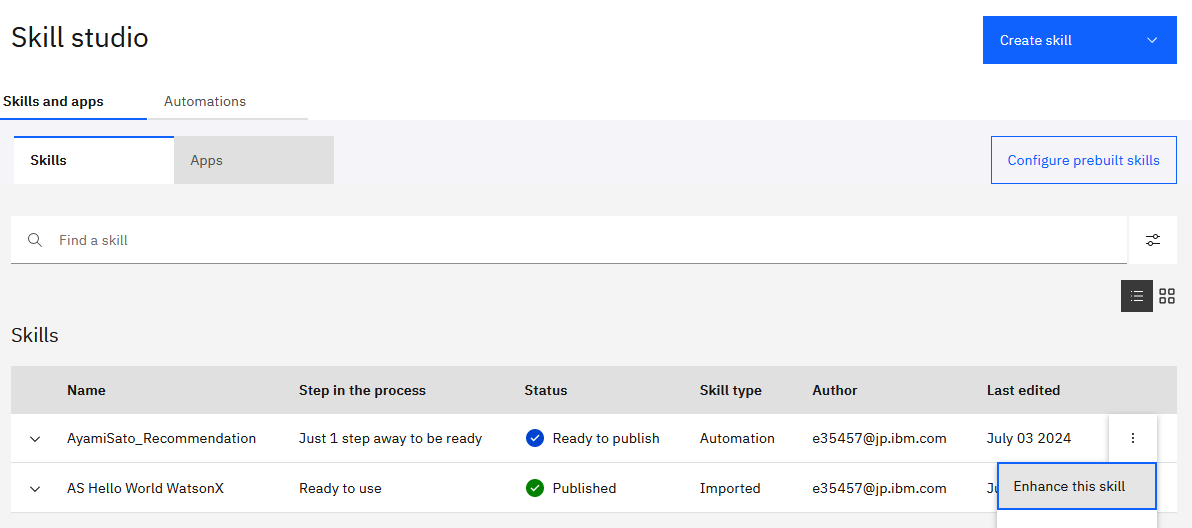 Skill studio
Create skill
Skills and apps Automations
Skills Apps Configure prebuilt skills
Find a skill
Skills
Name Step in the process Status Skill type Author Last edited
AyamiSato_Recommendation Just 1 step away to be ready Ready to publish Automation e35457@jp.ibm.com July 03 2024
AS Hello World WatsonX Ready to use Published Imported e35457@jp.ibm.com
Enhance this skill